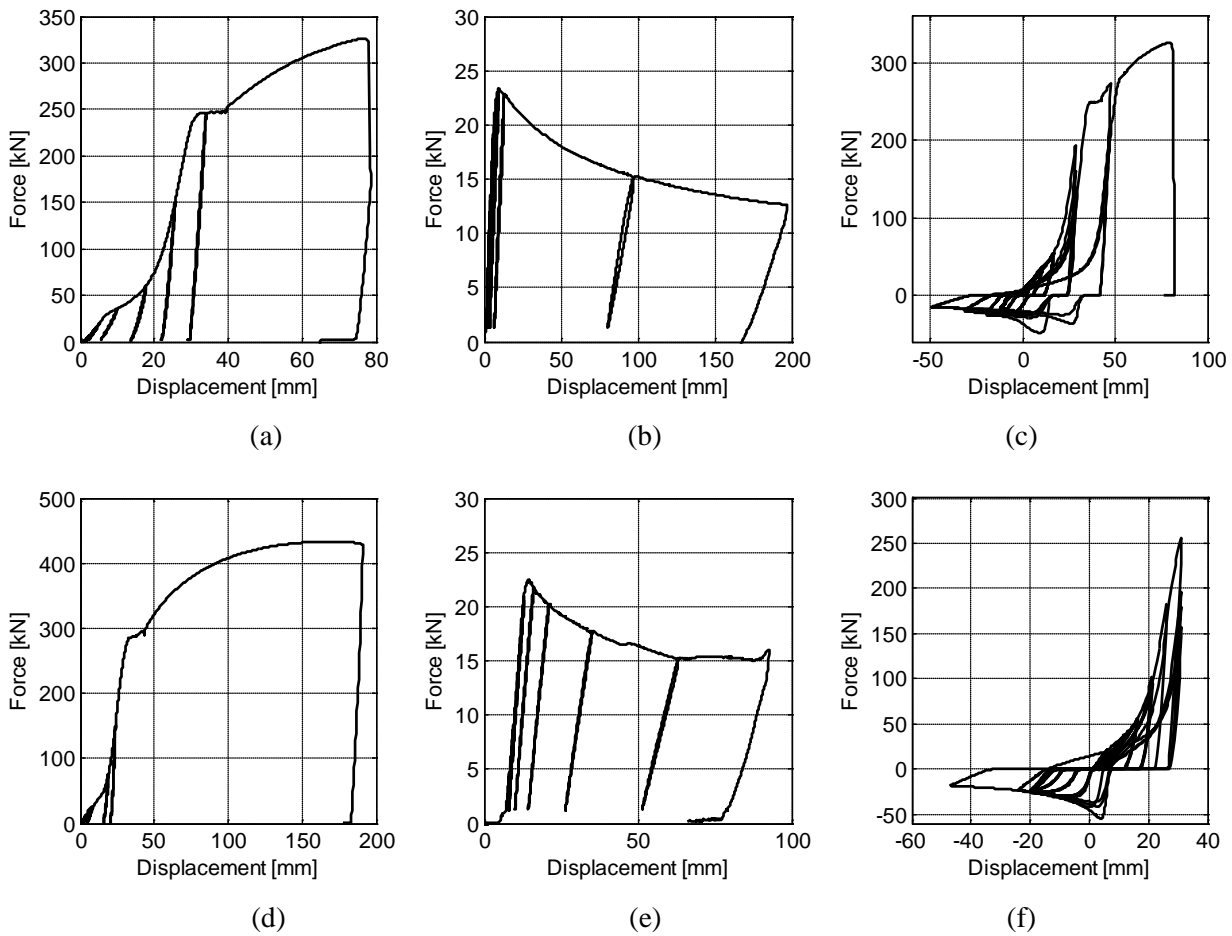 350
300
250
200
150
100
50
0
Force [kN]
0 20 40 60 80
Displacement [mm]
(a)
30
25
20
15
10
5
0
Force [kN]
0 50 100 150 200
Displacement [mm]
(b)
300
200
100
0
Force [kN]
-50 0 50 100
Displacement [mm]
(c)
500
400
300
200
100
0
Force [kN]
0 50 100 150 200
Displacement [mm]
(d)
30
25
20
15
10
5
0
Force [kN]
0 50 100
Displacement [mm]
(e)
300
250
200
150
100
50
0
-50
Force [kN]
-60 -40 -20 0 20 40
Displacement [mm]
(f)